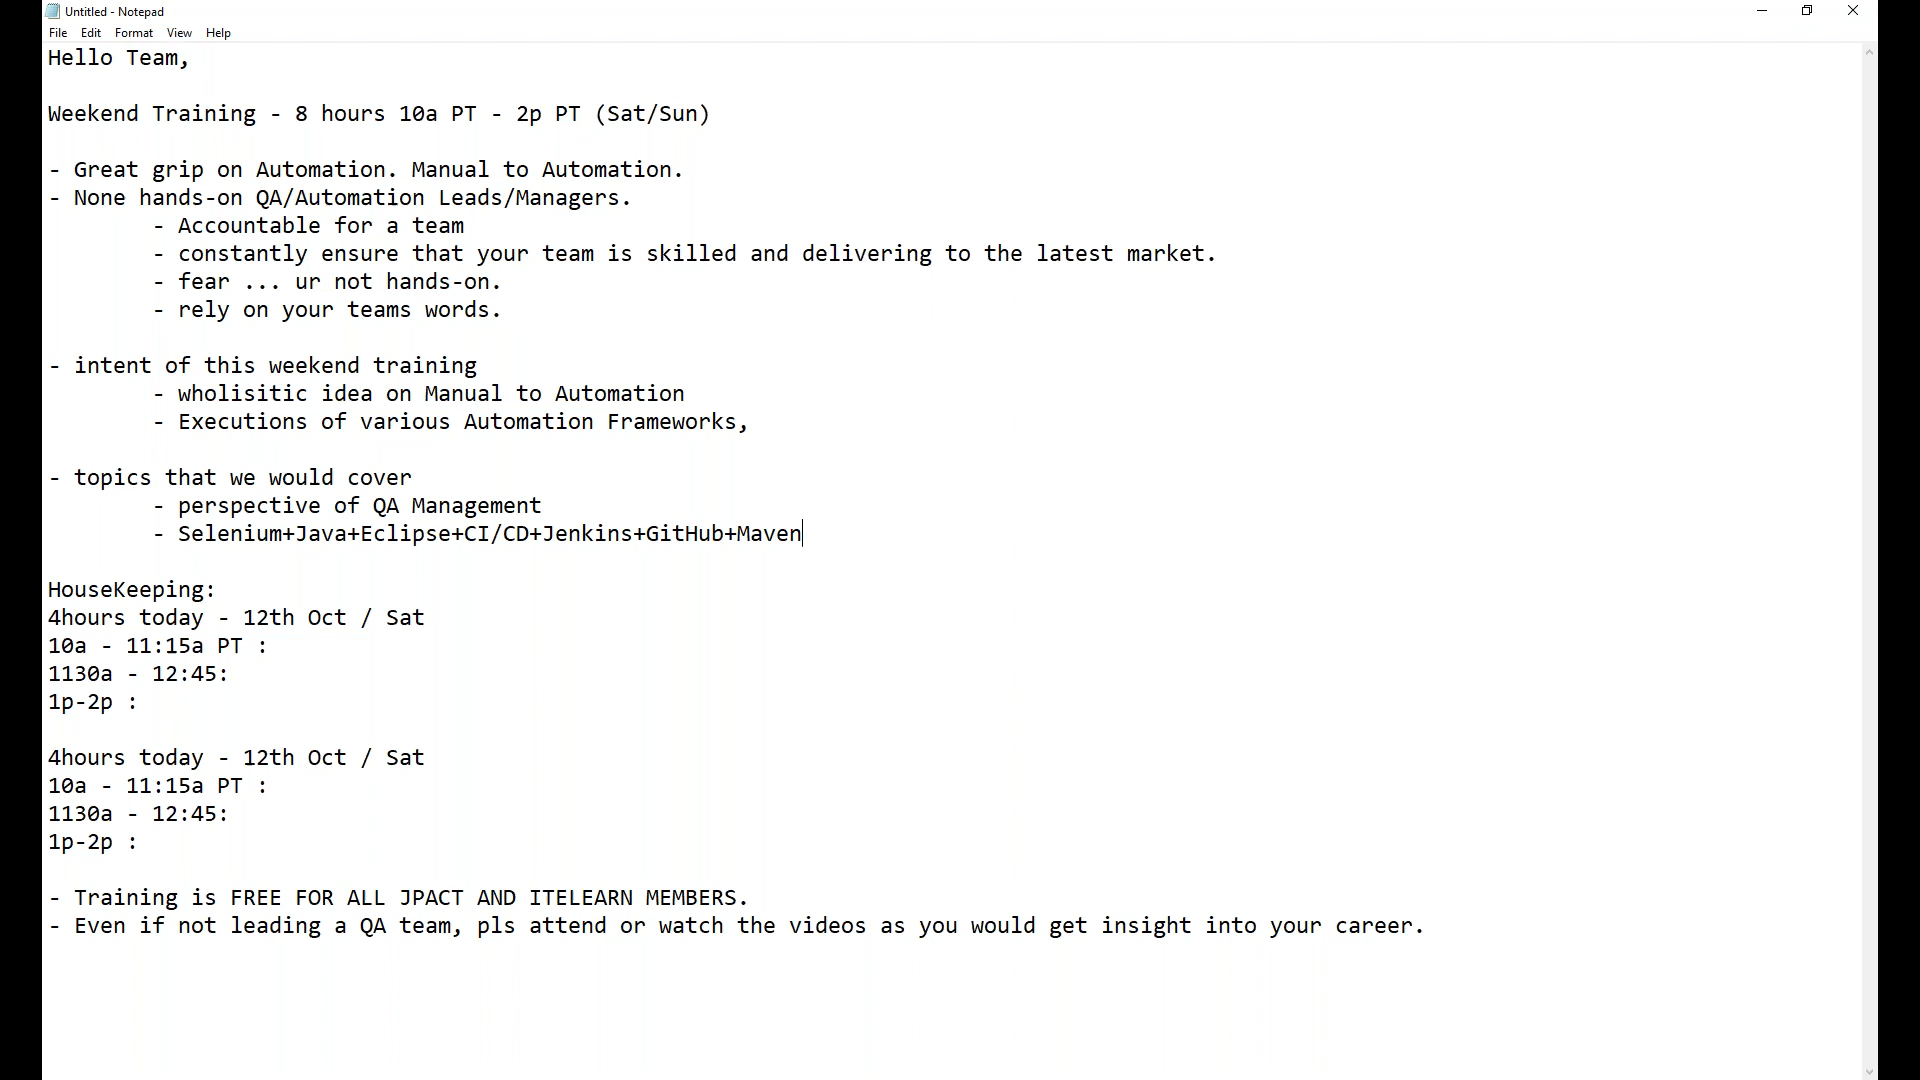 Untitled - Notepad
File Edit Format View Help
Hello Team,
Weekend Training - 8 hours 10a PT - 2p PT (Sat/Sun)
- Great grip on Automation. Manual to Automation.
- None hands-on QA/Automation Leads/Managers.
- Accountable for a team
- constantly ensure that your team is skilled and delivering to the latest market.
- fear ... ur not hands-on.
- rely on your teams words.
- intent of this weekend training
- wholisitic idea on Manual to Automation
- Executions of various Automation Frameworks,
- topics that we would cover
- perspective of QA Management
- Selenium+Java+Eclipse+CI/CD+Jenkins+GitHub+Maven
HouseKeeping:
4hours today - 12th Oct / Sat
10a - 11:15a PT :
1130a - 12:45:
1p-2p :
4hours today - 12th Oct / Sat
10a - 11:15a PT :
1130a - 12:45:
1p-2p :
- Training is FREE FOR ALL JPACT AND ITELEARN MEMBERS.
- Even if not leading a QA team, pls attend or watch the videos as you would get insight into your career.